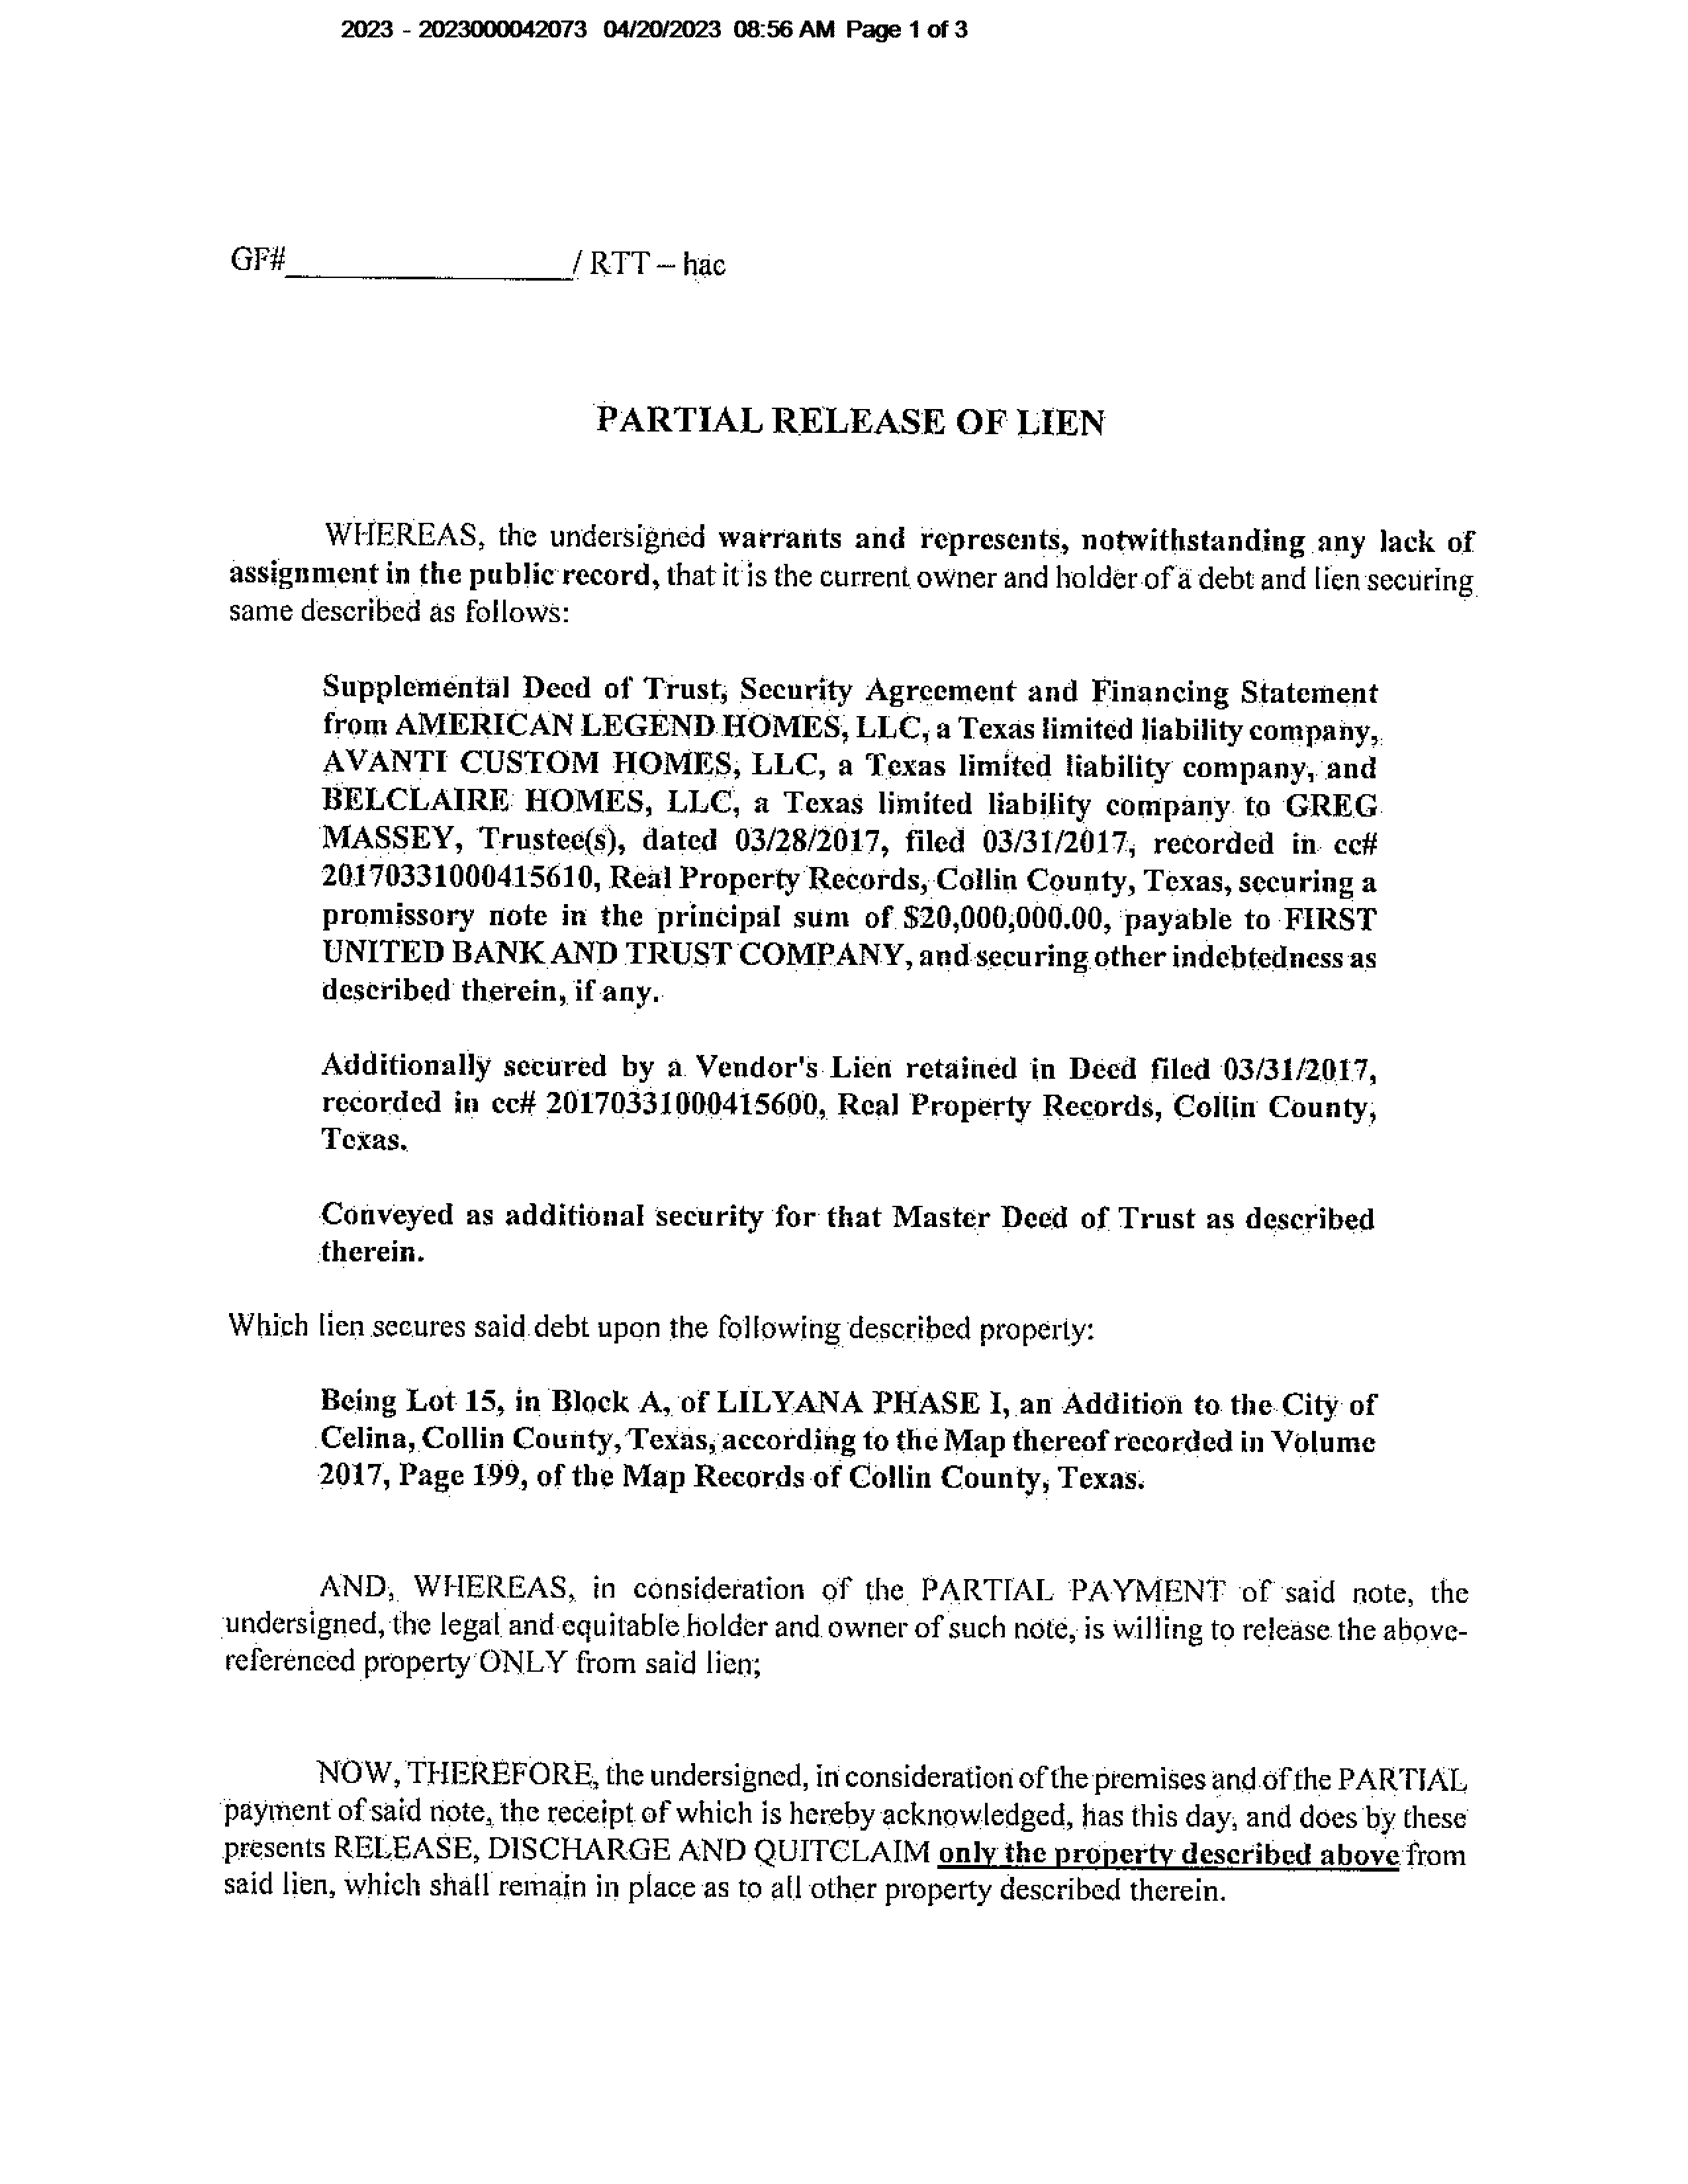 2023 - 2023000042073 04/20/2023 08:56 AM Page 1 of 3
GF#______________/ RTT – hac
PARTIAL RELEASE OF LIEN
WHEREAS, the undersigned warrants and represents, notwithstanding any lack of
assignment in the public record, that it is the current owner and holder of a debt and lien securing
same described as follows:
Supplemental Deed of Trust, Security Agreement and Financing Statement
from AMERICAN LEGEND HOMES, LLC, a Texas limited liability company,
AVANTI CUSTOM HOMES, LLC, a Texas limited liability company, and
BELCLAIRE HOMES, LLC, a Texas limited liability company to GREG
MASSEY, Trustee(s), dated 03/28/2017, filed 03/31/2017, recorded in cc#
20170331000415610, Real Property Records, Collin County, Texas, securing a
promissory note in the principal sum of $20,000,000.00, payable to FIRST
UNITED BANK AND TRUST COMPANY, and securing other indebtedness as
described therein, if any.
Additionally secured by a Vendor's Lien retained in Deed filed 03/31/2017,
recorded in cc# 20170331000415600, Real Property Records, Collin County,
Texas.
Conveyed as additional security for that Master Deed of Trust as described
therein.
Which lien secures said debt upon the following described property:
Being Lot 15, in Block A, of LILYANA PHASE I, an Addition to the City of
Celina, Collin County, Texas, according to the Map thereof recorded in Volume
2017, Page 199, of the Map Records of Collin County, Texas.
AND, WHEREAS, in consideration of the PARTIAL PAYMENT of said note, the
undersigned, the legal and equitable holder and owner of such note, is willing to release the above-
referenced property ONLY from said lien;
NOW, THEREFORE, the undersigned, in consideration of the premises and of the PARTIAL
payment of said note, the receipt of which is hereby acknowledged, has this day, and does by these
presents RELEASE, DISCHARGE AND QUITCLAIM only the property described above from
said lien, which shall remain in place as to all other property described therein.